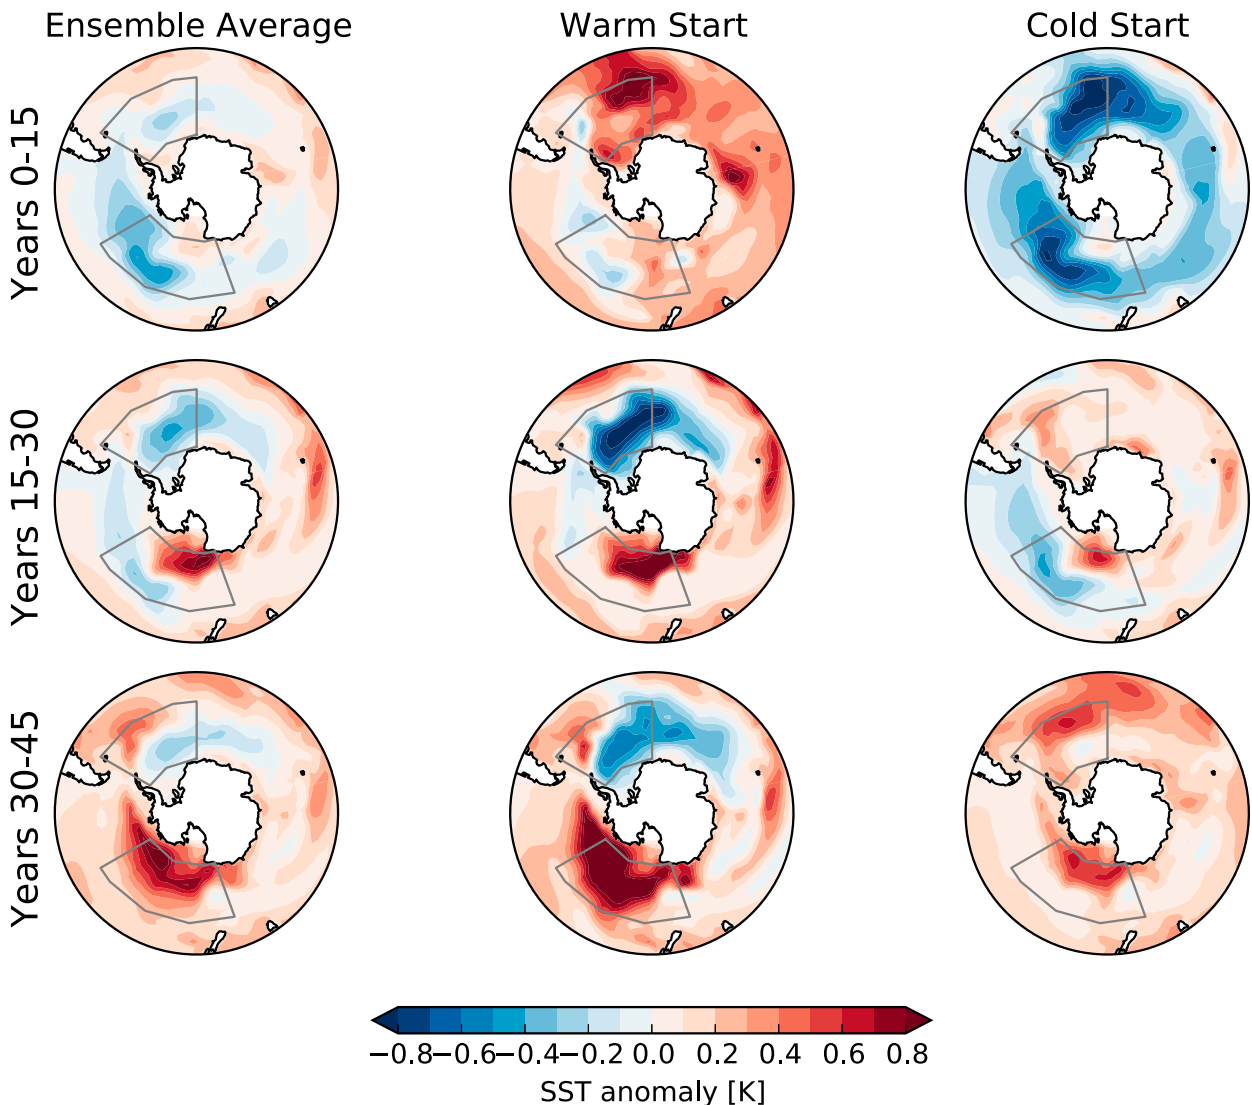 Ensemble Average Warm Start Cold Start
Years 0-15
Years 15-30
Years 30-45
−0.8 −0.6 −0.4 −0.2 0.0 0.2 0.4 0.6 0.8
SST anomaly [K]